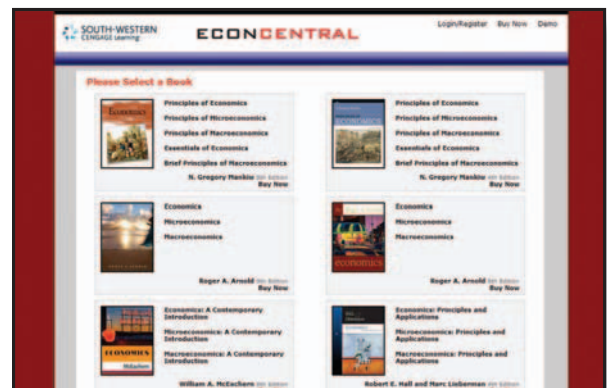 SOUTH-WESTERN
CENGAGE Learning
ECONCENTRAL
Login/Register Buy Now Demo
Please Select a Book
Economics
Principles of Economics
Principles of Microeconomics
Principles of Macroeconomics
Essentials of Economics
Brief Principles of Macroeconomics
N. Gregory Mankiw
Buy Now
ECONOMICS
Principles of Economics
Principles of Microeconomics
Principles of Macroeconomics
Essentials of Economics
Brief Principles of Macroeconomics
N. Gregory Mankiw
Buy Now
Economics
Microeconomics
Macroeconomics
Roger A. Arnold
Buy Now
economics
Economics
Microeconomics
Macroeconomics
Roger A. Arnold
Buy Now
ECONOMICS
McEachern
Economics: A Contemporary
Introduction
Microeconomics: A Contemporary
Introduction
Macroeconomics: A Contemporary
Introduction
William A. McEachern
Economics: Principles and
Applications
Microeconomics: Principles and
Applications
Macroeconomics: Principles and
Applications
Robert E. Hall and Marc Lieberman